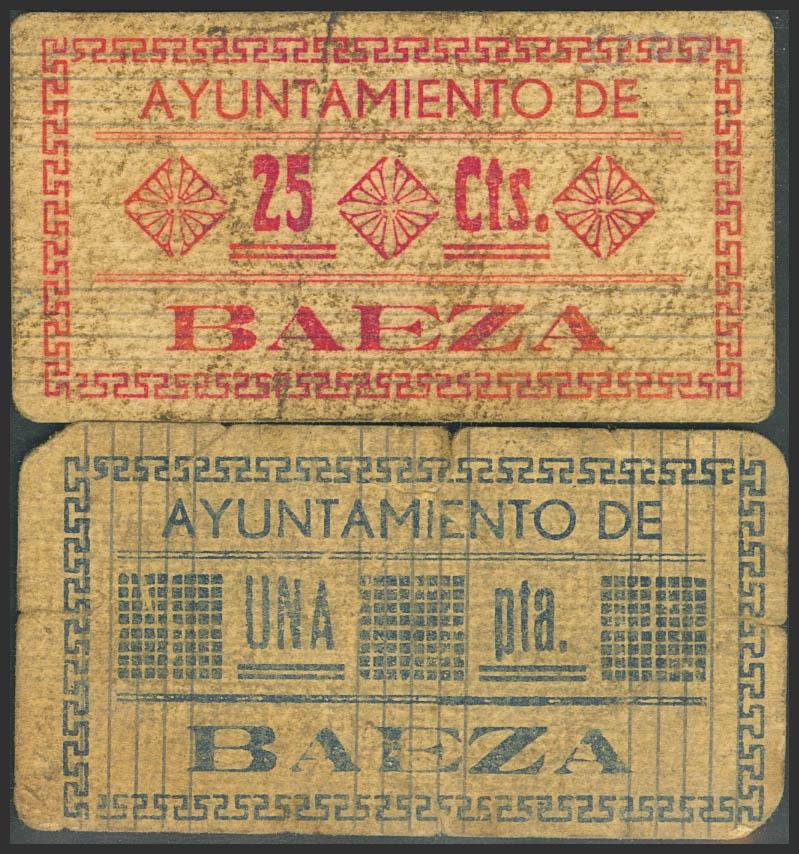 AYUNTAMIENTO DE
25 Cts.
BAEZA
AYUNTAMIENTO DE
UNA pta.
BAEZA